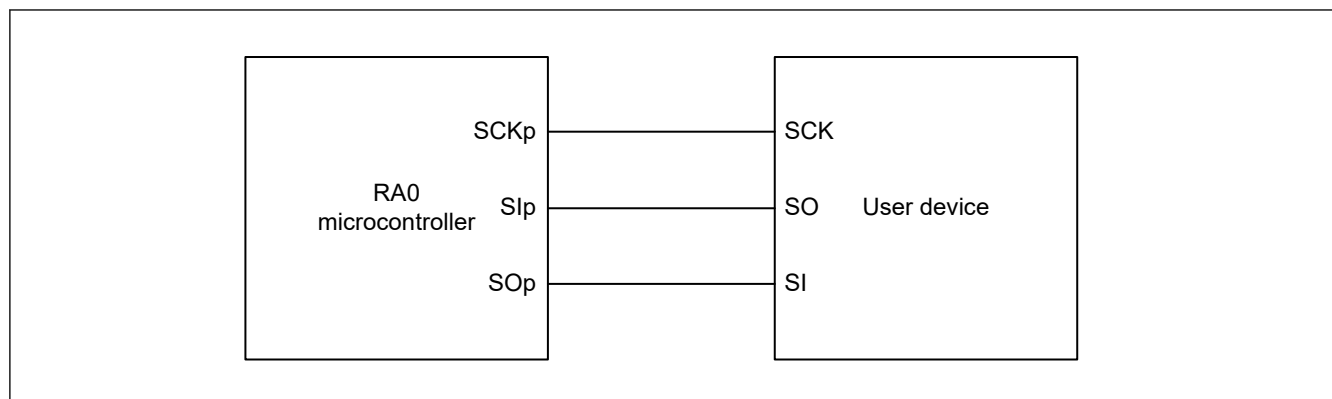 SCKp
SCK
RA0
microcontroller
SIp
SO
User device
SOp
SI